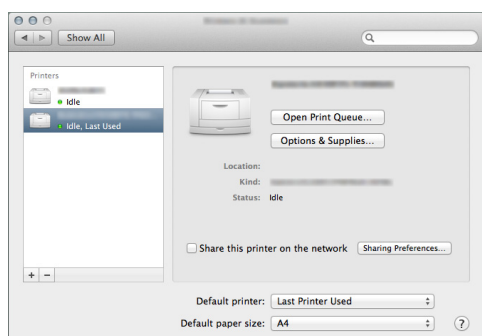 Show All
Printers
Idle
Idle, Last Used
Open Print Queue...
Options & Supplies...
Location:
Kind:
Status: Idle
Share this printer on the network Sharing Preferences...
+ −
Default printer: Last Printer Used
Default paper size: A4 ?